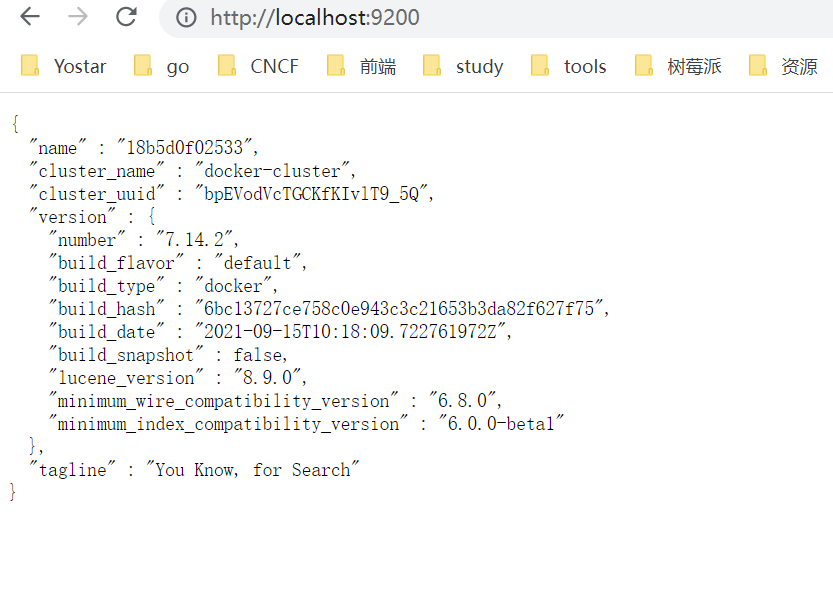 http://localhost:9200
Yostar go CNCF 前端 study tools 树莓派 资源
{
"name" : "18b5d0f02533",
"cluster_name" : "docker-cluster",
"cluster_uuid" : "bpEVodVcTGCKfKIvlT9_5Q",
"version" : {
"number" : "7.14.2",
"build_flavor" : "default",
"build_type" : "docker",
"build_hash" : "6bc13727ce758c0e943c3c21653b3da82f627f75",
"build_date" : "2021-09-15T10:18:09.722761972Z",
"build_snapshot" : false,
"lucene_version" : "8.9.0",
"minimum_wire_compatibility_version" : "6.8.0",
"minimum_index_compatibility_version" : "6.0.0-beta1"
},
"tagline" : "You Know, for Search"
}